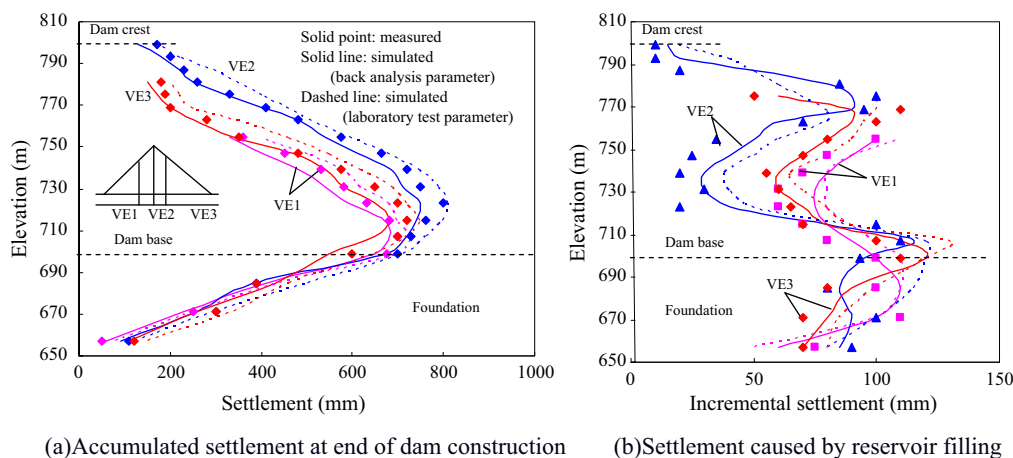 810
790
770
750
730
710
690
670
650
Elevation (m)
Dam crest
VE2
VE3
Solid point: measured
Solid line: simulated
(back analysis parameter)
Dashed line: simulated
(laboratory test parameter)
VE1
VE1 VE2 VE3
Dam base
Foundation
0 200 400 600 800 1000
Settlement (mm)
(a)Accumulated settlement at end of dam construction
810
790
770
750
730
710
690
670
650
Elevation (m)
Dam crest
VE2
VE1
Dam base
VE3
Foundation
0 50 100 150
Incremental settlement (mm)
(b)Settlement caused by reservoir filling